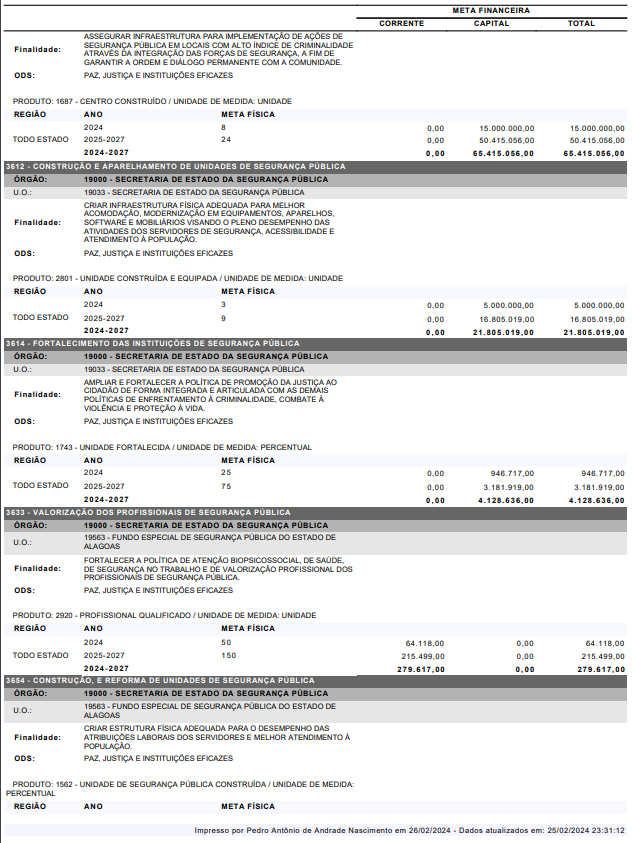 META FINANCEIRA
CORRENTE CAPITAL TOTAL
Finalidade: ASSEGURAR INFRAESTRUTURA PARA IMPLEMENTAÇÃO DE AÇÕES DE
SEGURANÇA PÚBLICA EM LOCAIS COM ALTO ÍNDICE DE CRIMINALIDADE
ATRAVÉS DA INTEGRAÇÃO DAS FORÇAS DE SEGURANÇA, A FIM DE
GARANTIR A ORDEM E DIÁLOGO PERMANENTE COM A COMUNIDADE.
ODS: PAZ, JUSTIÇA E INSTITUIÇÕES EFICAZES
PRODUTO: 1687 - CENTRO CONSTRUÍDO / UNIDADE DE MEDIDA: UNIDADE
REGIÃO ANO META FÍSICA
TODO ESTADO 2024 8 0,00 15.000.000,00 15.000.000,00
2025-2027 24 0,00 50.415.056,00 50.415.056,00
2024-2027 0,00 65.415.056,00 65.415.056,00
3612 - CONSTRUÇÃO E APARELHAMENTO DE UNIDADES DE SEGURANÇA PÚBLICA
ÓRGÃO: 19000 - SECRETARIA DE ESTADO DA SEGURANÇA PÚBLICA
U.O.: 19033 - SECRETARIA DE ESTADO DA SEGURANÇA PÚBLICA
Finalidade: CRIAR INFRAESTRUTURA FÍSICA ADEQUADA PARA MELHOR
ACOMODAÇÃO, MODERNIZAÇÃO EM EQUIPAMENTOS, APARELHOS,
SOFTWARE E MOBILIÁRIOS VISANDO O PLENO DESEMPENHO DAS
ATIVIDADES DOS SERVIDORES DE SEGURANÇA, ACESSIBILIDADE E
ATENDIMENTO À POPULAÇÃO.
ODS: PAZ, JUSTIÇA E INSTITUIÇÕES EFICAZES
PRODUTO: 2801 - UNIDADE CONSTRUÍDA E EQUIPADA / UNIDADE DE MEDIDA: UNIDADE
REGIÃO ANO META FÍSICA
TODO ESTADO 2024 3 0,00 5.000.000,00 5.000.000,00
2025-2027 9 0,00 16.805.019,00 16.805.019,00
2024-2027 0,00 21.805.019,00 21.805.019,00
3614 - FORTALECIMENTO DAS INSTITUIÇÕES DE SEGURANÇA PÚBLICA
ÓRGÃO: 19000 - SECRETARIA DE ESTADO DA SEGURANÇA PÚBLICA
U.O.: 19033 - SECRETARIA DE ESTADO DA SEGURANÇA PÚBLICA
Finalidade: AMPLIAR E FORTALECER A POLÍTICA DE PROMOÇÃO DA JUSTIÇA AO
CIDADÃO DE FORMA INTEGRADA E ARTICULADA COM AS DEMAIS
POLÍTICAS DE ENFRENTAMENTO À CRIMINALIDADE, COMBATE À
VIOLÊNCIA E PROTEÇÃO À VIDA.
ODS: PAZ, JUSTIÇA E INSTITUIÇÕES EFICAZES
PRODUTO: 1743 - UNIDADE FORTALECIDA / UNIDADE DE MEDIDA: PERCENTUAL
REGIÃO ANO META FÍSICA
TODO ESTADO 2024 25 0,00 946.717,00 946.717,00
2025-2027 75 0,00 3.181.919,00 3.181.919,00
2024-2027 0,00 4.128.636,00 4.128.636,00
3633 - VALORIZAÇÃO DOS PROFISSIONAIS DE SEGURANÇA PÚBLICA
ÓRGÃO: 19000 - SECRETARIA DE ESTADO DA SEGURANÇA PÚBLICA
U.O.: 19563 - FUNDO ESPECIAL DE SEGURANÇA PÚBLICA DO ESTADO DE
ALAGOAS
Finalidade: FORTALECER A POLÍTICA DE ATENÇÃO BIOPSICOSSOCIAL, DE SAÚDE,
DE SEGURANÇA NO TRABALHO E DE VALORIZAÇÃO PROFISSIONAL DOS
PROFISSIONAIS DE SEGURANÇA PÚBLICA.
ODS: PAZ, JUSTIÇA E INSTITUIÇÕES EFICAZES
PRODUTO: 2920 - PROFISSIONAL QUALIFICADO / UNIDADE DE MEDIDA: UNIDADE
REGIÃO ANO META FÍSICA
TODO ESTADO 2024 50 64.118,00 0,00 64.118,00
2025-2027 150 215.499,00 0,00 215.499,00
2024-2027 279.617,00 0,00 279.617,00
3654 - CONSTRUÇÃO, E REFORMA DE UNIDADES DE SEGURANÇA PÚBLICA
ÓRGÃO: 19000 - SECRETARIA DE ESTADO DA SEGURANÇA PÚBLICA
U.O.: 19563 - FUNDO ESPECIAL DE SEGURANÇA PÚBLICA DO ESTADO DE
ALAGOAS
Finalidade: CRIAR ESTRUTURA FÍSICA ADEQUADA PARA O DESEMPENHO DAS
ATRIBUIÇÕES LABORAIS DOS SERVIDORES E MELHOR ATENDIMENTO À
POPULAÇÃO.
ODS: PAZ, JUSTIÇA E INSTITUIÇÕES EFICAZES
PRODUTO: 1562 - UNIDADE DE SEGURANÇA PÚBLICA CONSTRUÍDA / UNIDADE DE MEDIDA:
PERCENTUAL
REGIÃO ANO META FÍSICA
Impresso por Pedro Antônio de Andrade Nascimento em 26/02/2024 - Dados atualizados em: 25/02/2024 23:31:12